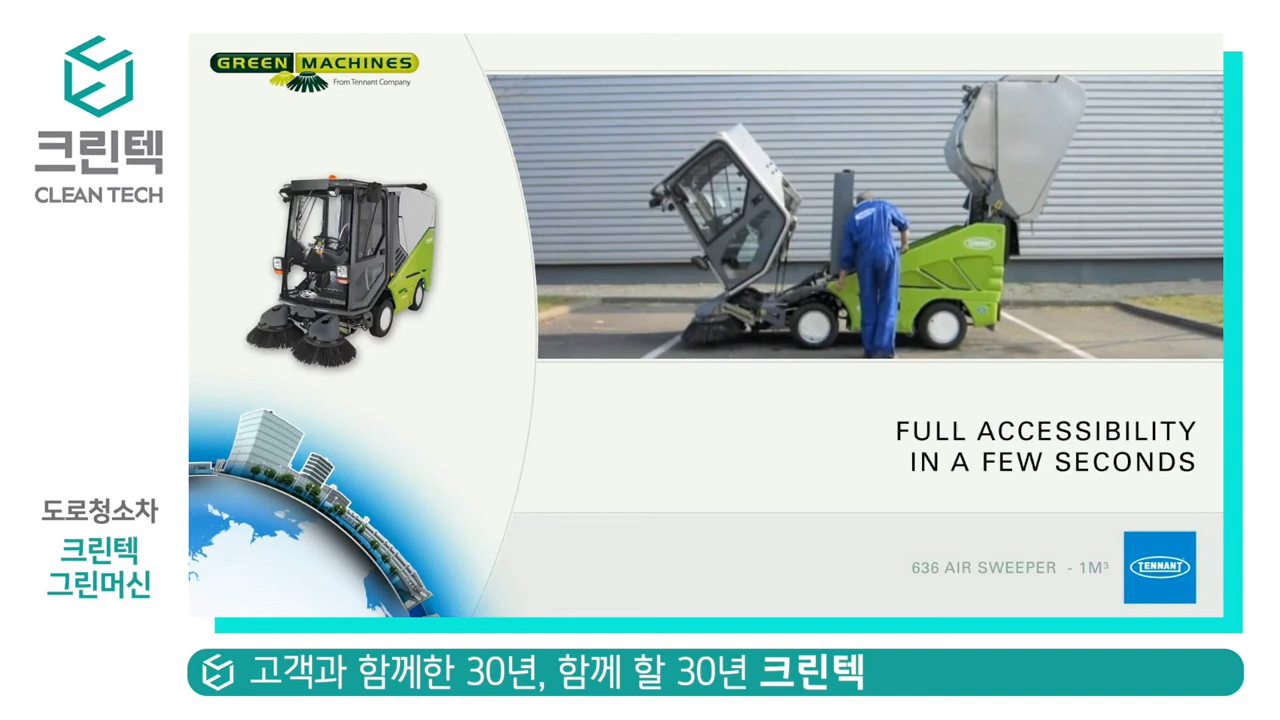 크린텍
CLEAN TECH
GREEN MACHINES
From Tennant Company
TENNANT
FULL ACCESSIBILITY
IN A FEW SECONDS
636 AIR SWEEPER - 1M³
TENNANT
도로청소차
크린텍
그린머신
고객과 함께한 30년, 함께 할 30년 크린텍